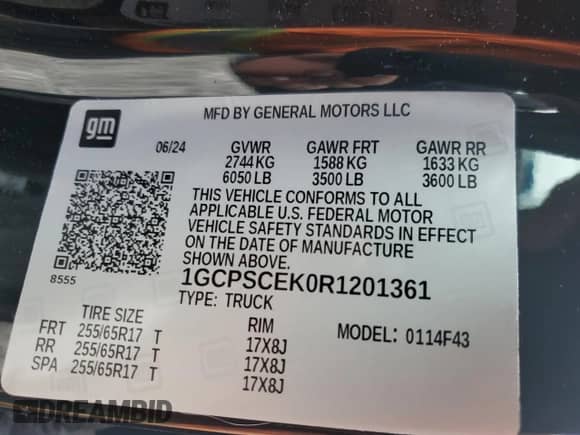 gm
MFD BY GENERAL MOTORS LLC
06/24 GVWR GAWR FRT GAWR RR
2744 KG 1588 KG 1633 KG
6050 LB 3500 LB 3600 LB
THIS VEHICLE CONFORMS TO ALL
APPLICABLE U.S. FEDERAL MOTOR
VEHICLE SAFETY STANDARDS IN EFFECT
ON THE DATE OF MANUFACTURE
SHOWN ABOVE.
8555
1GCPSCEK0R1201361
TYPE: TRUCK
TIRE SIZE RIM MODEL: 0114F43
FRT 255/65R17 T 17X8J
RR 255/65R17 T 17X8J
SPA 255/65R17 T 17X8J
DREAMBID